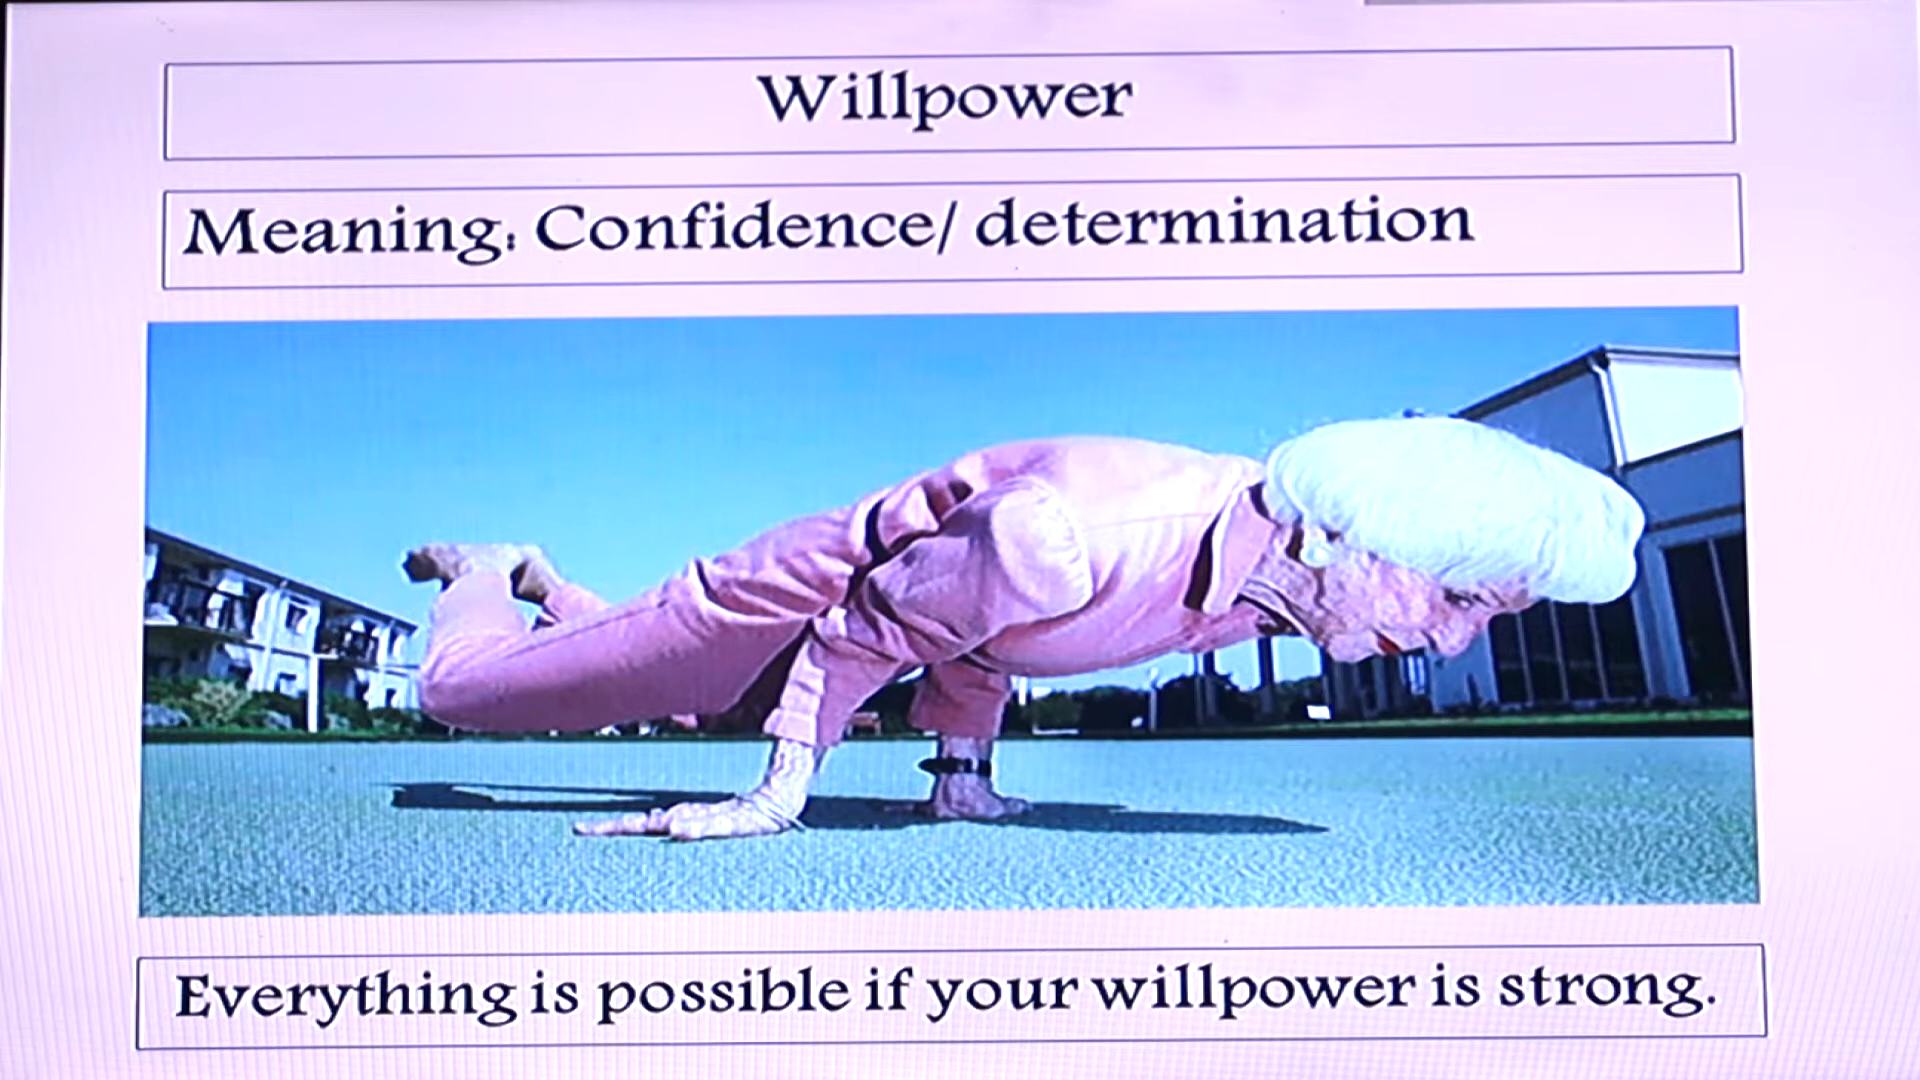 Willpower
Meaning: Confidence/ determination
Everything is possible if your willpower is strong.